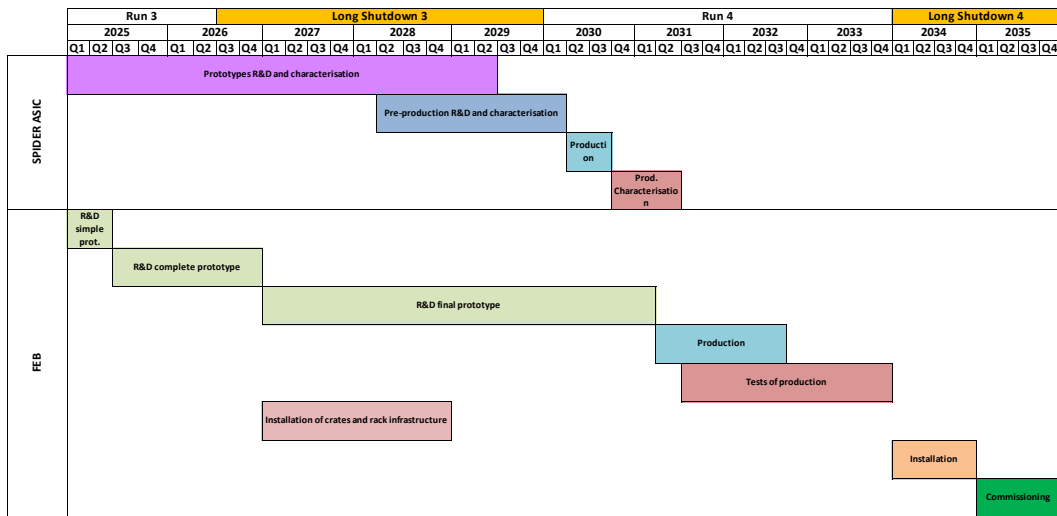 Run 3 Long Shutdown 3 Run 4 Long Shutdown 4
2025 2026 2027 2028 2029 2030 2031 2032 2033 2034 2035
Q1 Q2 Q3 Q4 Q1 Q2 Q3 Q4 Q1 Q2 Q3 Q4 Q1 Q2 Q3 Q4 Q1 Q2 Q3 Q4 Q1 Q2 Q3 Q4 Q1 Q2 Q3 Q4 Q1 Q2 Q3 Q4 Q1 Q2 Q3 Q4 Q1 Q2 Q3 Q4 Q1 Q2 Q3 Q4
SPIDER ASIC
Prototypes R&D and characterisation
Pre-production R&D and characterisation
Producti
on
Prod.
Characterisatio
n
FEB
R&D
simple
prot.
R&D complete prototype
R&D final prototype
Production
Tests of production
Installation of crates and rack infrastructure
Installation
Commissioning